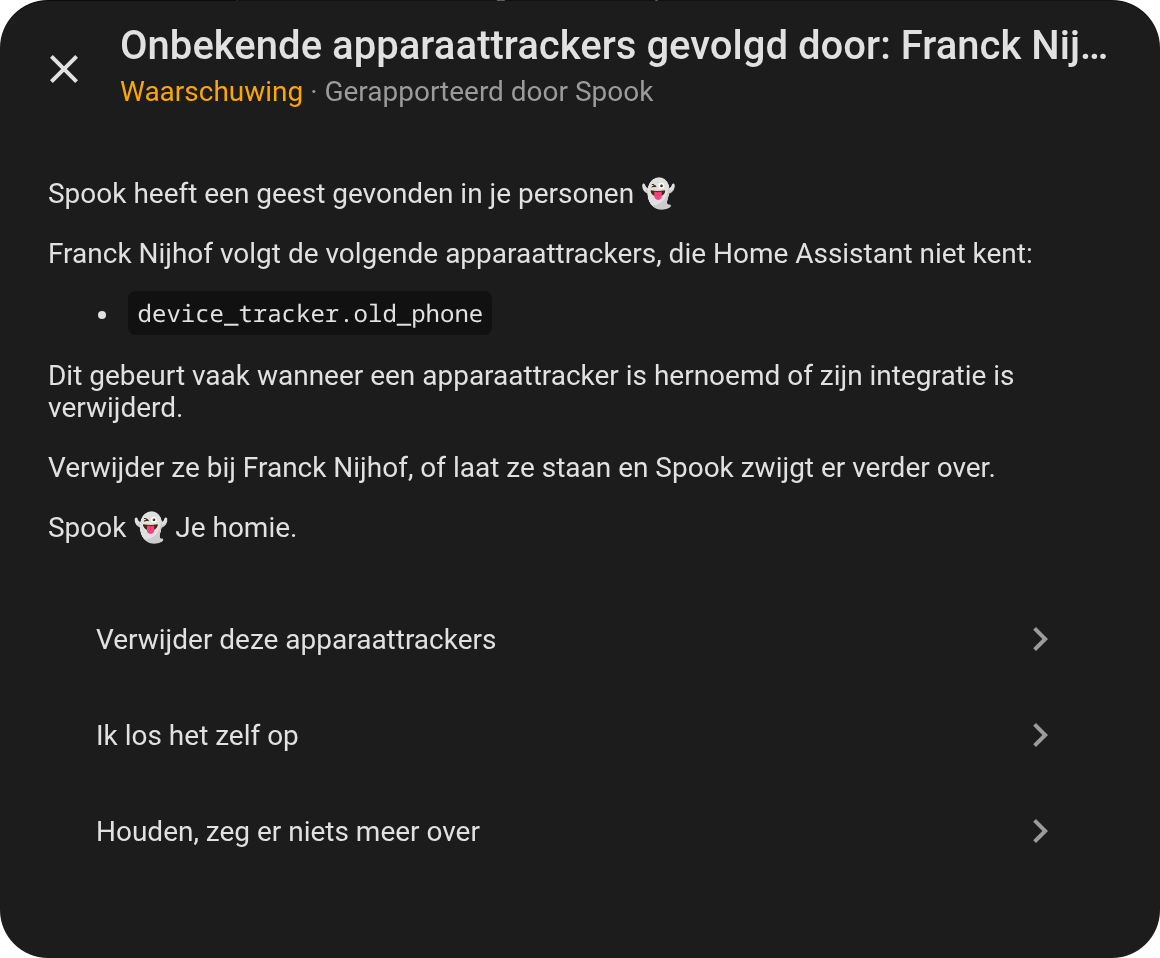 Onbekende apparaattrackers gevolgd door: Franck Nij…
Waarschuwing · Gerapporteerd door Spook
Spook heeft een geest gevonden in je personen 👻
Franck Nijhof volgt de volgende apparaattrackers, die Home Assistant niet kent:
• device_tracker.old_phone
Dit gebeurt vaak wanneer een apparaattracker is hernoemd of zijn integratie is
verwijderd.
Verwijder ze bij Franck Nijhof, of laat ze staan en Spook zwijgt er verder over.
Spook 👻 Je homie.
Verwijder deze apparaattrackers
Ik los het zelf op
Houden, zeg er niets meer over